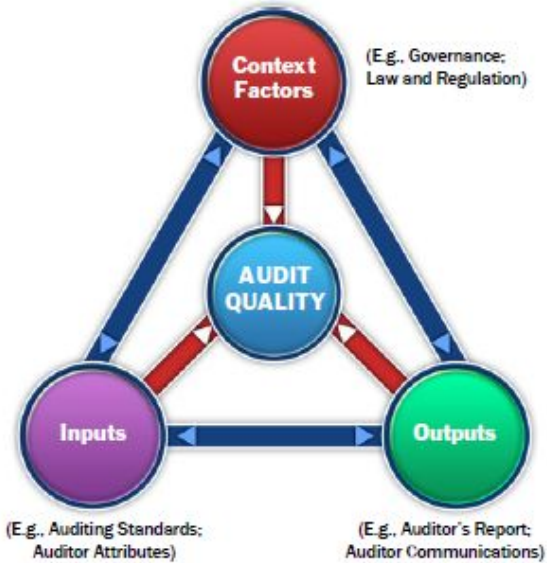 Context
Factors
(E.g., Governance;
Law and Regulation)
AUDIT
QUALITY
Inputs
Outputs
(E.g., Auditing Standards;
Auditor Attributes)
(E.g., Auditor's Report;
Auditor Communications)